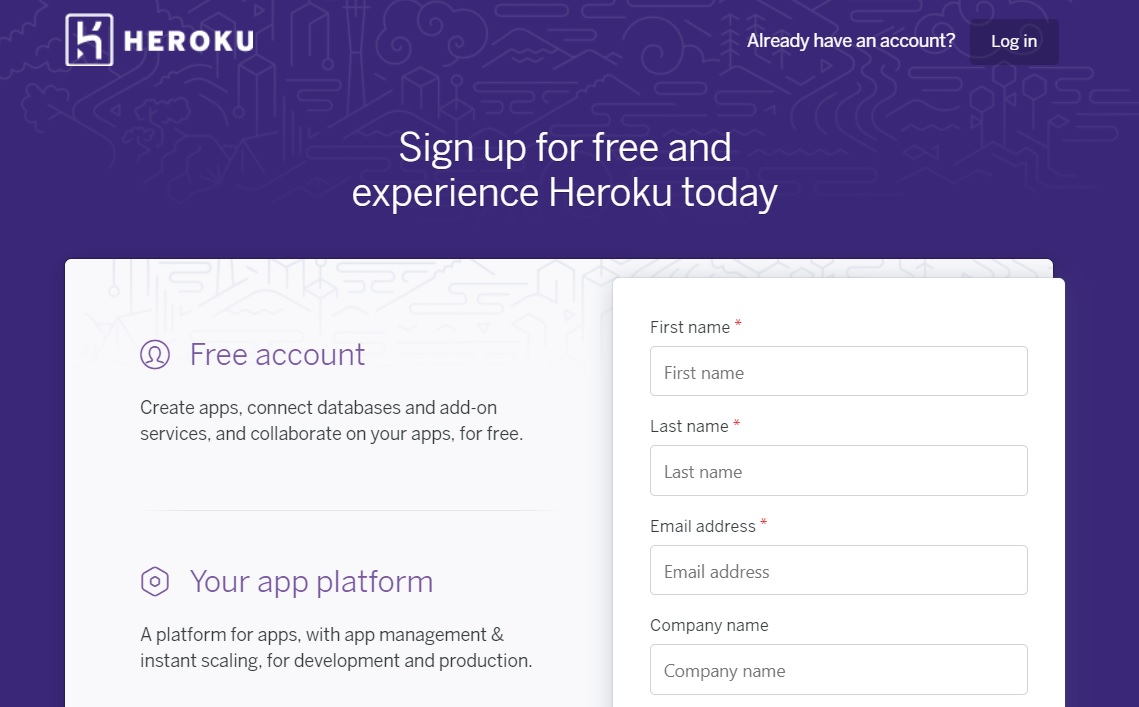 HEROKU
Already have an account?
Log in
Sign up for free and
experience Heroku today
Free account
Create apps, connect databases and add-on
services, and collaborate on your apps, for free.
Your app platform
A platform for apps, with app management &
instant scaling, for development and production.
First name *
First name
Last name *
Last name
Email address *
Email address
Company name
Company name